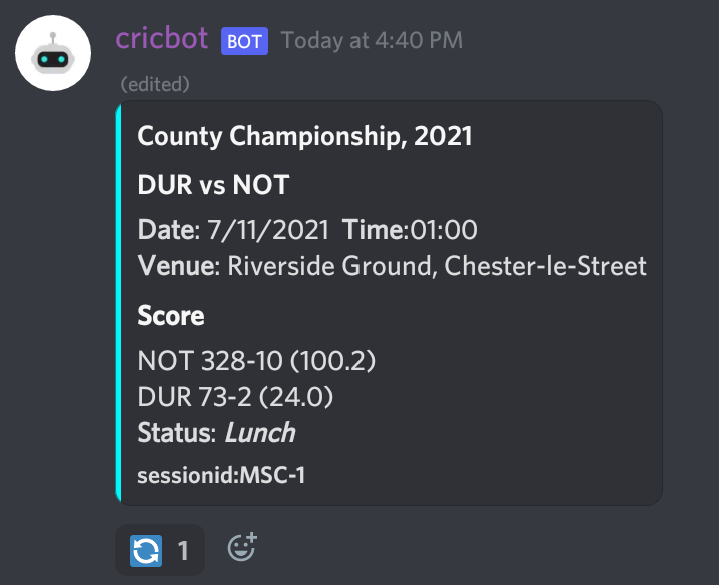 cricbot BOT Today at 4:40 PM
(edited)
County Championship, 2021
DUR vs NOT
Date: 7/11/2021 Time:01:00
Venue: Riverside Ground, Chester-le-Street
Score
NOT 328-10 (100.2)
DUR 73-2 (24.0)
Status: Lunch
sessionid:MSC-1
1